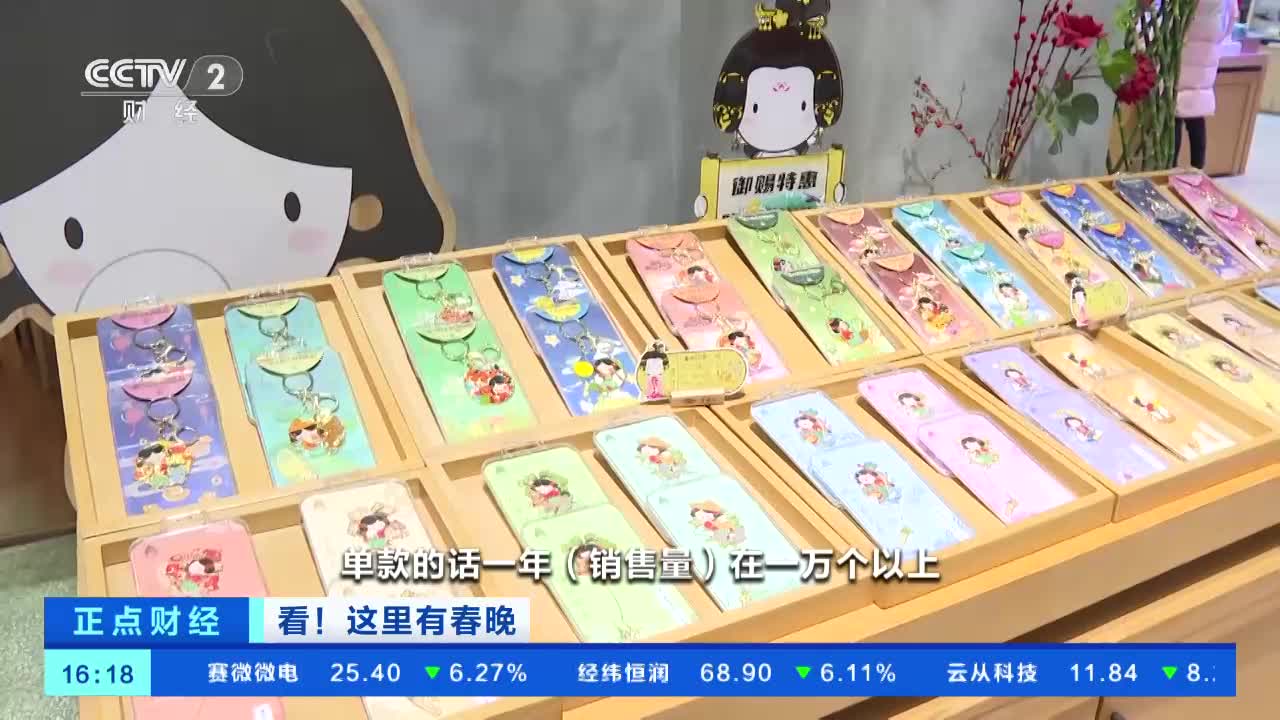 CCTV 2
财 经
御赐特惠
单款的话一年（销售量）在一万个以上
正点财经
看！这里有春晚
16:18
赛微微电 25.40 ▼6.27% 经纬恒润 68.90 ▼6.11% 云从科技 11.84 ▼8.